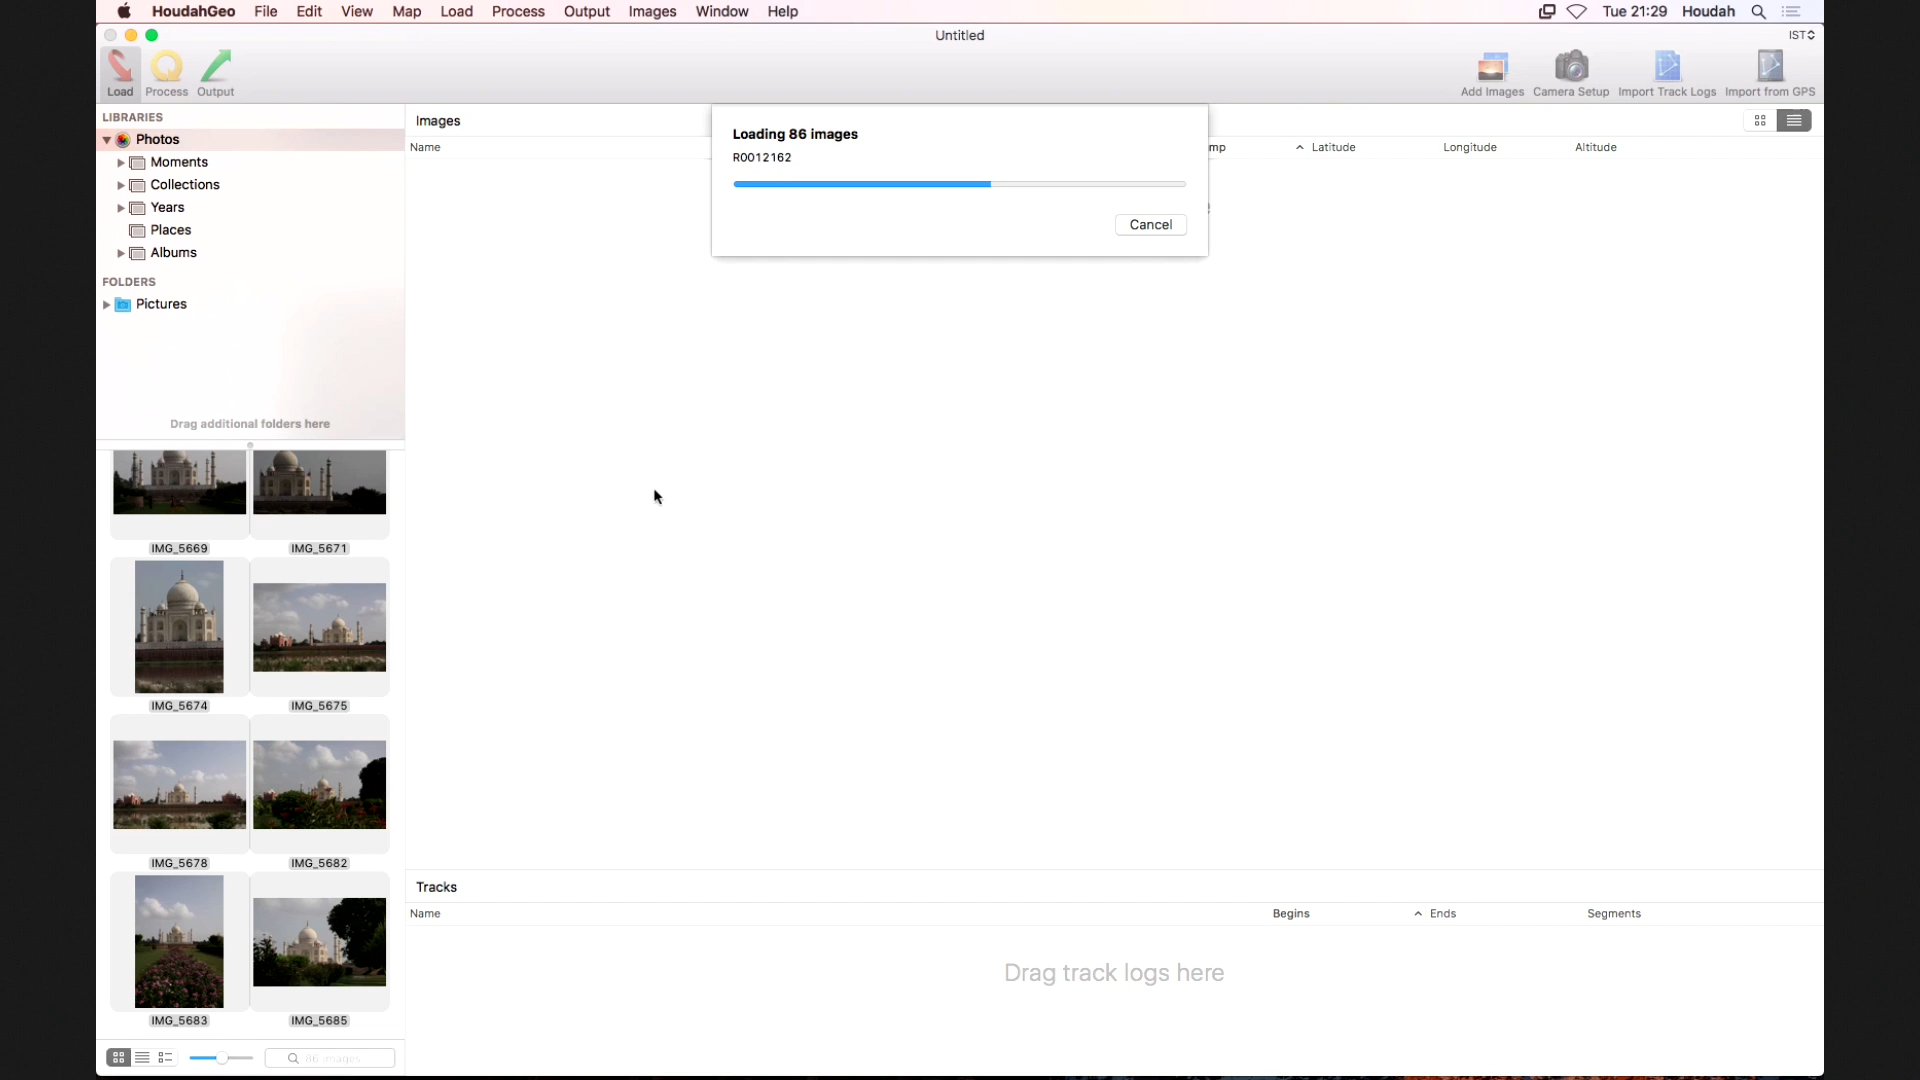 HoudahGeo File Edit View Map Load Process Output Images Window Help Tue 21:29 Houdah
Untitled
IST
Load Process Output Add Images Camera Setup Import Track Logs Import from GPS
LIBRARIES
Photos
Moments
Collections
Years
Places
Albums
FOLDERS
Pictures
Drag additional folders here
IMG_5669 IMG_5671
IMG_5674 IMG_5675
IMG_5678 IMG_5682
IMG_5683 IMG_5685
86 images
Images
Name mp Latitude Longitude Altitude
Loading 86 images
R0012162
Cancel
Tracks
Name Begins Ends Segments
Drag track logs here